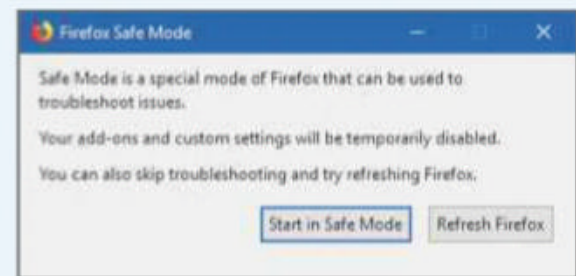 Firefox Safe Mode
Safe Mode is a special mode of Firefox that can be used to
troubleshoot issues.
Your add-ons and custom settings will be temporarily disabled.
You can also skip troubleshooting and try refreshing Firefox.
Start in Safe Mode Refresh Firefox